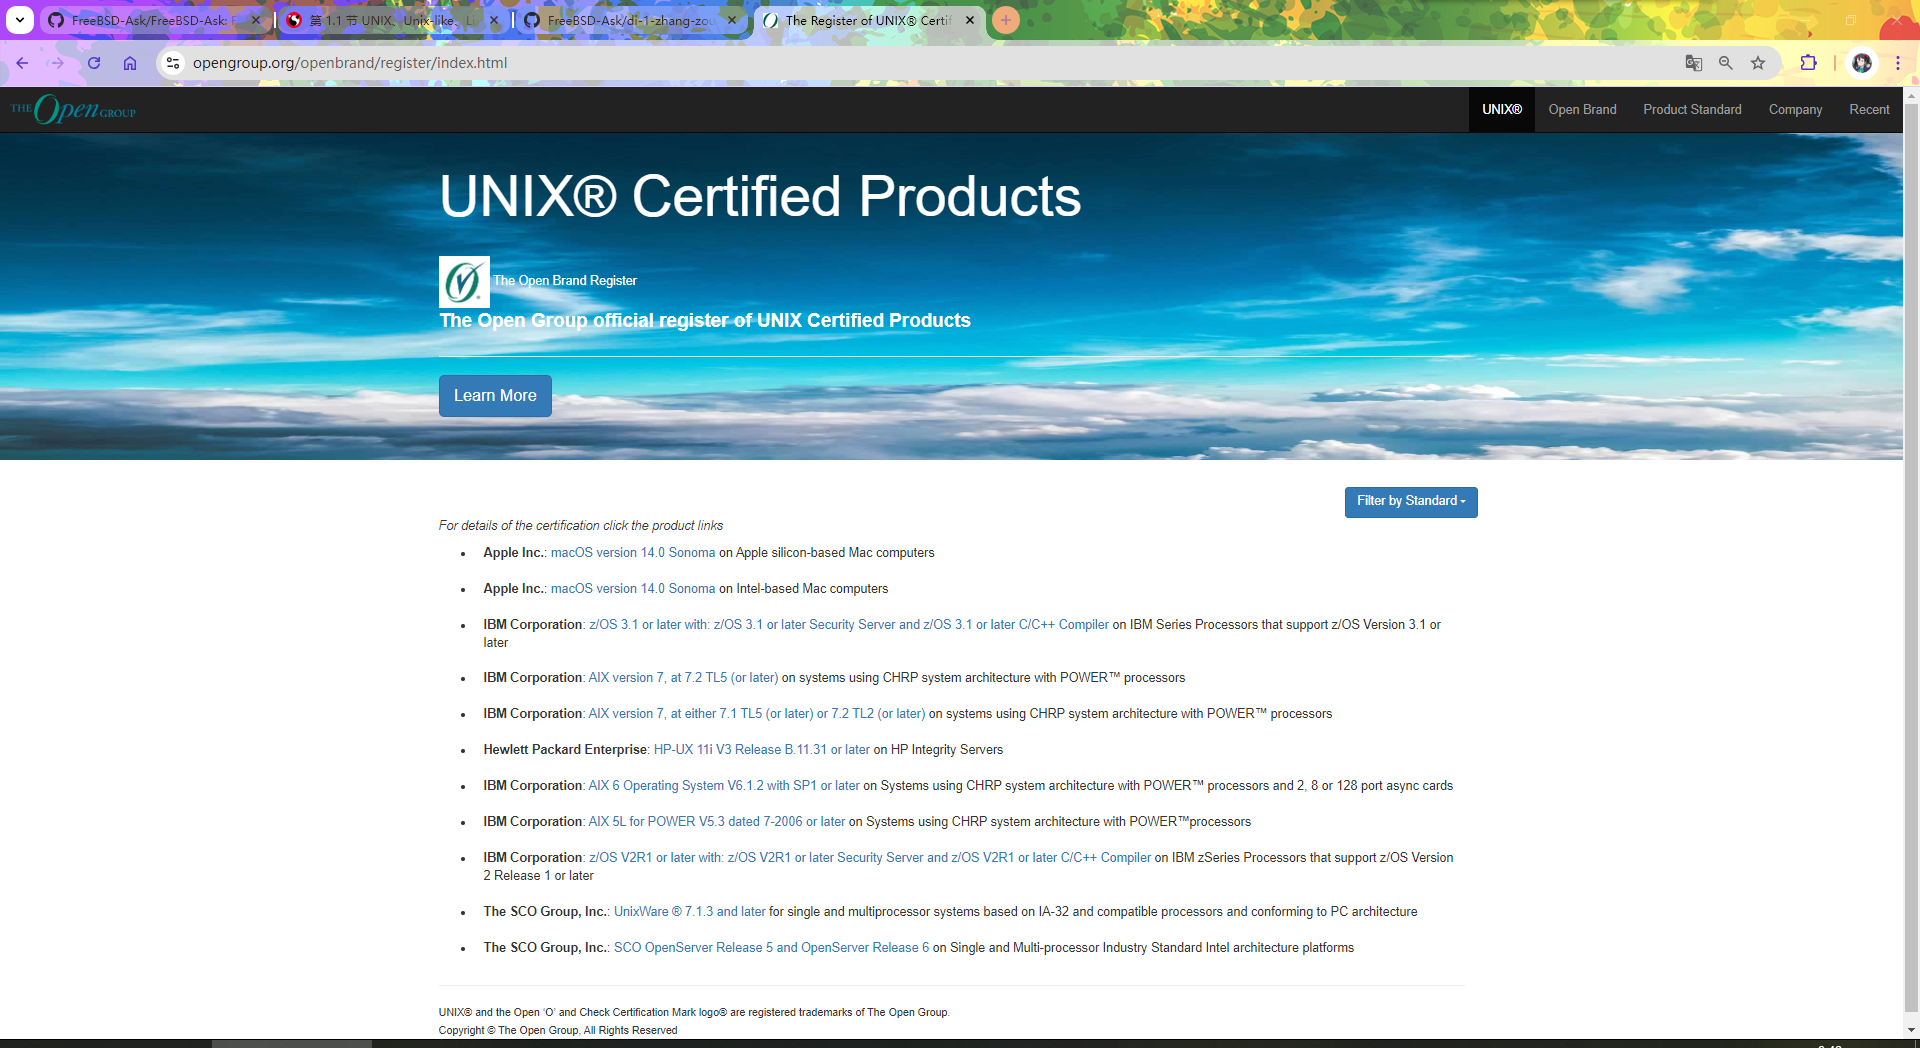 FreeBSD-Ask/FreeBSD-Ask: F
第 1.1 节 UNIX、Unix-like、Li
FreeBSD-Ask/di-1-zhang-zou
The Register of UNIX® Certif
opengroup.org/openbrand/register/index.html
THE Open GROUP
UNIX®
Open Brand
Product Standard
Company
Recent
UNIX® Certified Products
The Open Brand Register
The Open Group official register of UNIX Certified Products
Learn More
Filter by Standard
For details of the certification click the product links
Apple Inc.: macOS version 14.0 Sonoma on Apple silicon-based Mac computers
Apple Inc.: macOS version 14.0 Sonoma on Intel-based Mac computers
IBM Corporation: z/OS 3.1 or later with: z/OS 3.1 or later Security Server and z/OS 3.1 or later C/C++ Compiler on IBM Series Processors that support z/OS Version 3.1 or
later
IBM Corporation: AIX version 7, at 7.2 TL5 (or later) on systems using CHRP system architecture with POWER™ processors
IBM Corporation: AIX version 7, at either 7.1 TL5 (or later) or 7.2 TL2 (or later) on systems using CHRP system architecture with POWER™ processors
Hewlett Packard Enterprise: HP-UX 11i V3 Release B.11.31 or later on HP Integrity Servers
IBM Corporation: AIX 6 Operating System V6.1.2 with SP1 or later on Systems using CHRP system architecture with POWER™ processors and 2, 8 or 128 port async cards
IBM Corporation: AIX 5L for POWER V5.3 dated 7-2006 or later on Systems using CHRP system architecture with POWER™processors
IBM Corporation: z/OS V2R1 or later with: z/OS V2R1 or later Security Server and z/OS V2R1 or later C/C++ Compiler on IBM zSeries Processors that support z/OS Version
2 Release 1 or later
The SCO Group, Inc.: UnixWare ® 7.1.3 and later for single and multiprocessor systems based on IA-32 and compatible processors and conforming to PC architecture
The SCO Group, Inc.: SCO OpenServer Release 5 and OpenServer Release 6 on Single and Multi-processor Industry Standard Intel architecture platforms
UNIX® and the Open ‘O’ and Check Certification Mark logo® are registered trademarks of The Open Group.
Copyright © The Open Group, All Rights Reserved